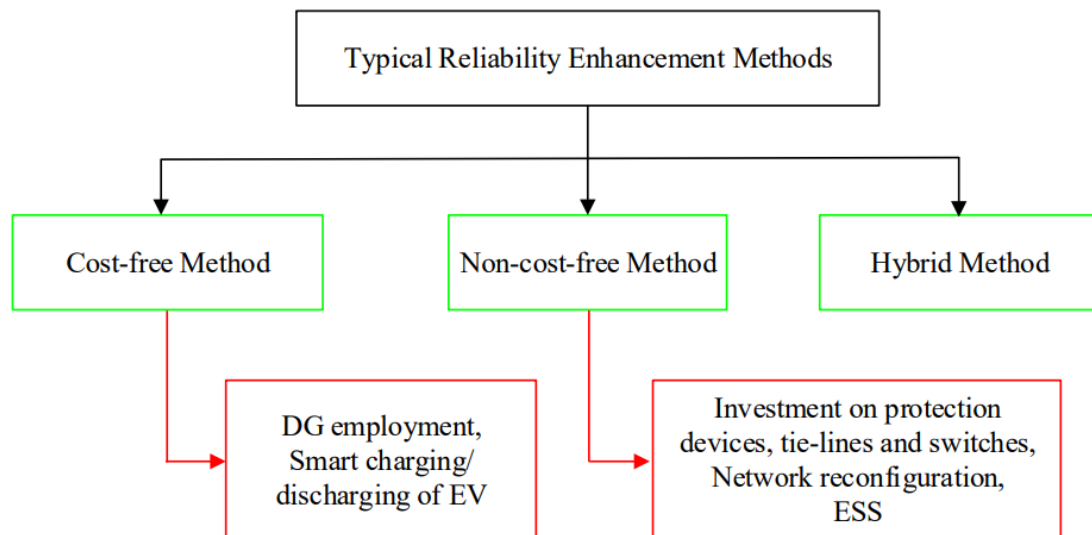 Typical Reliability Enhancement Methods
Cost-free Method
Non-cost-free Method
Hybrid Method
DG employment,
Smart charging/
discharging of EV
Investment on protection
devices, tie-lines and switches,
Network reconfiguration,
ESS